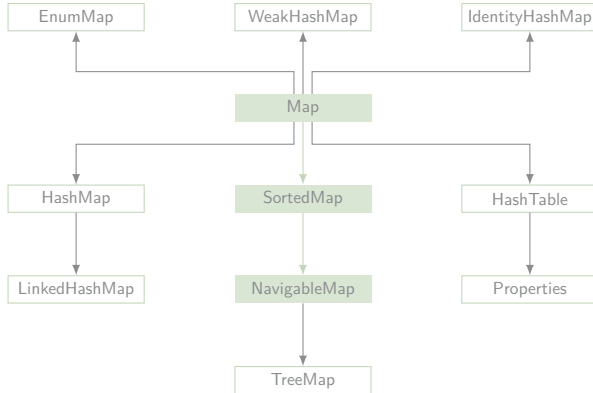 EnumMap
WeakHashMap
IdentityHashMap
Map
HashMap
SortedMap
HashTable
LinkedHashMap
NavigableMap
Properties
TreeMap